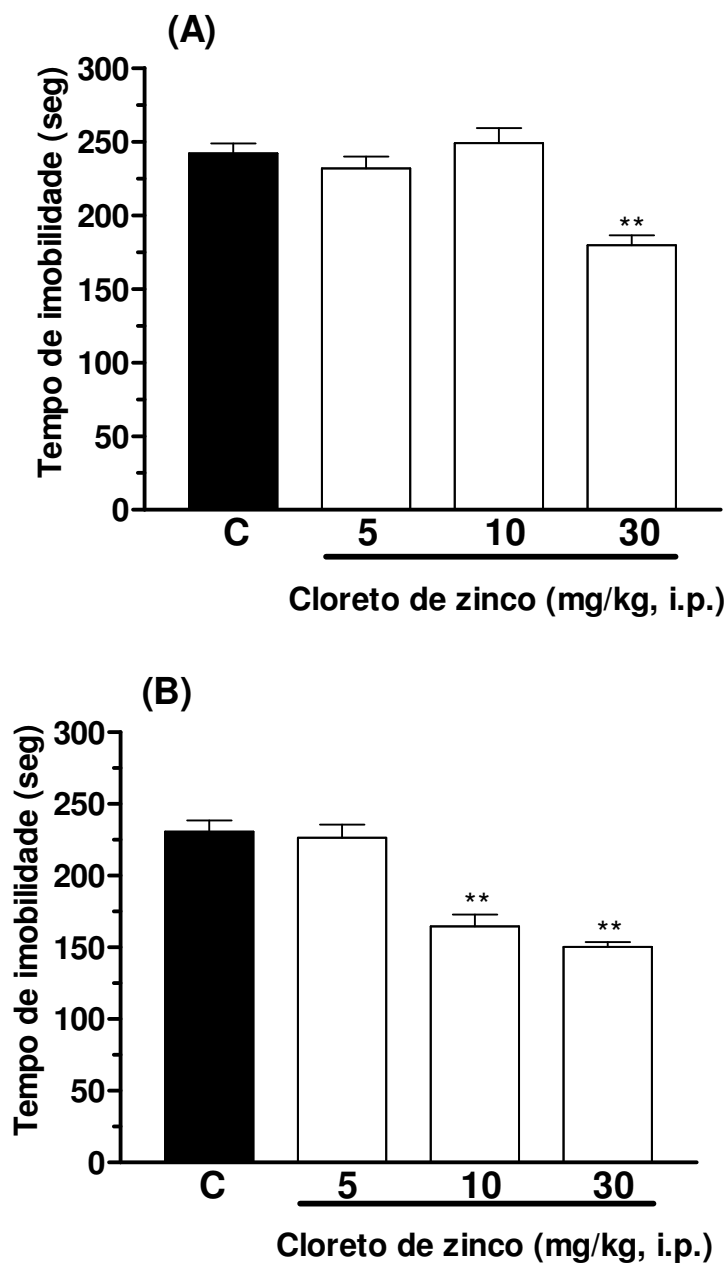 (A)
Tempo de imobilidade (seg)
300
250
200
150
100
50
0
**
C 5 10 30
Cloreto de zinco (mg/kg, i.p.)
(B)
Tempo de imobilidade (seg)
300
250
200
150
100
50
0
** **
C 5 10 30
Cloreto de zinco (mg/kg, i.p.)